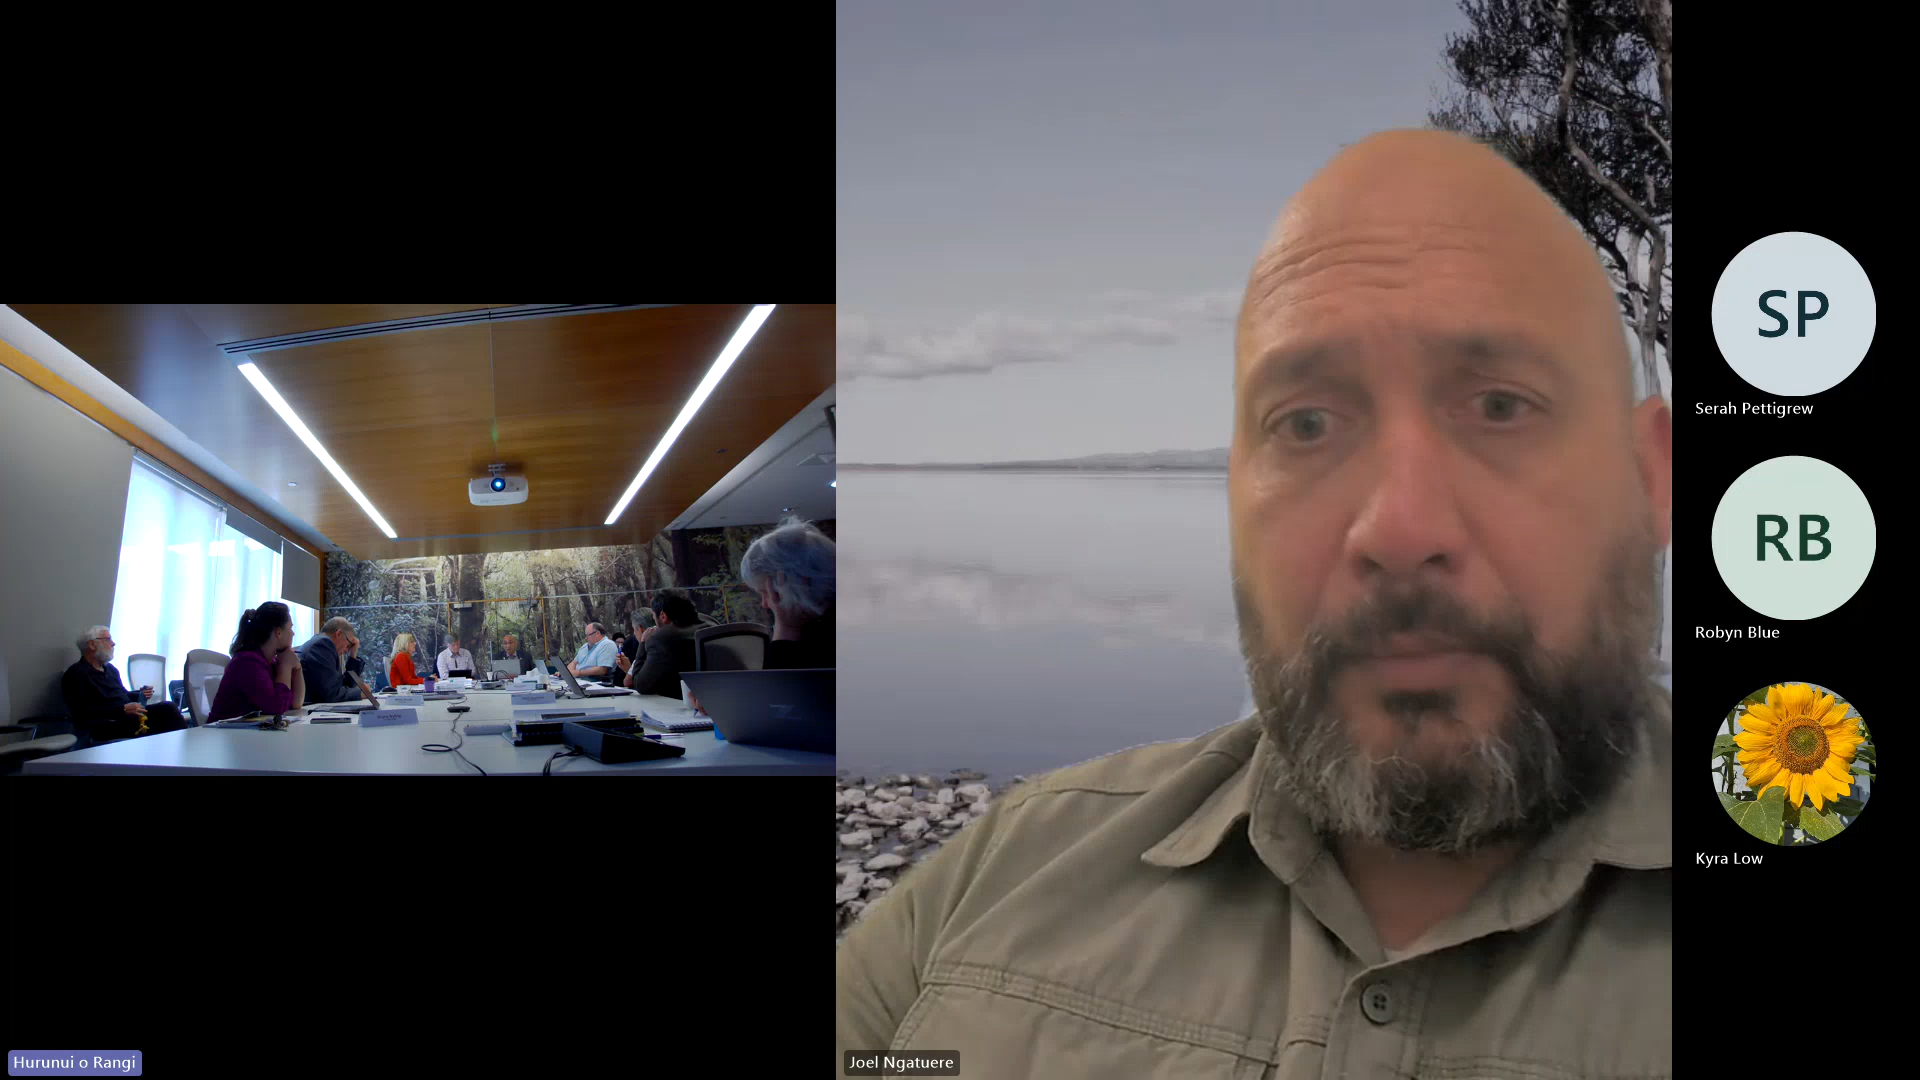 Hurunui o Rangi
Joel Ngatuere
SP
Serah Pettigrew
RB
Robyn Blue
Kyra Low